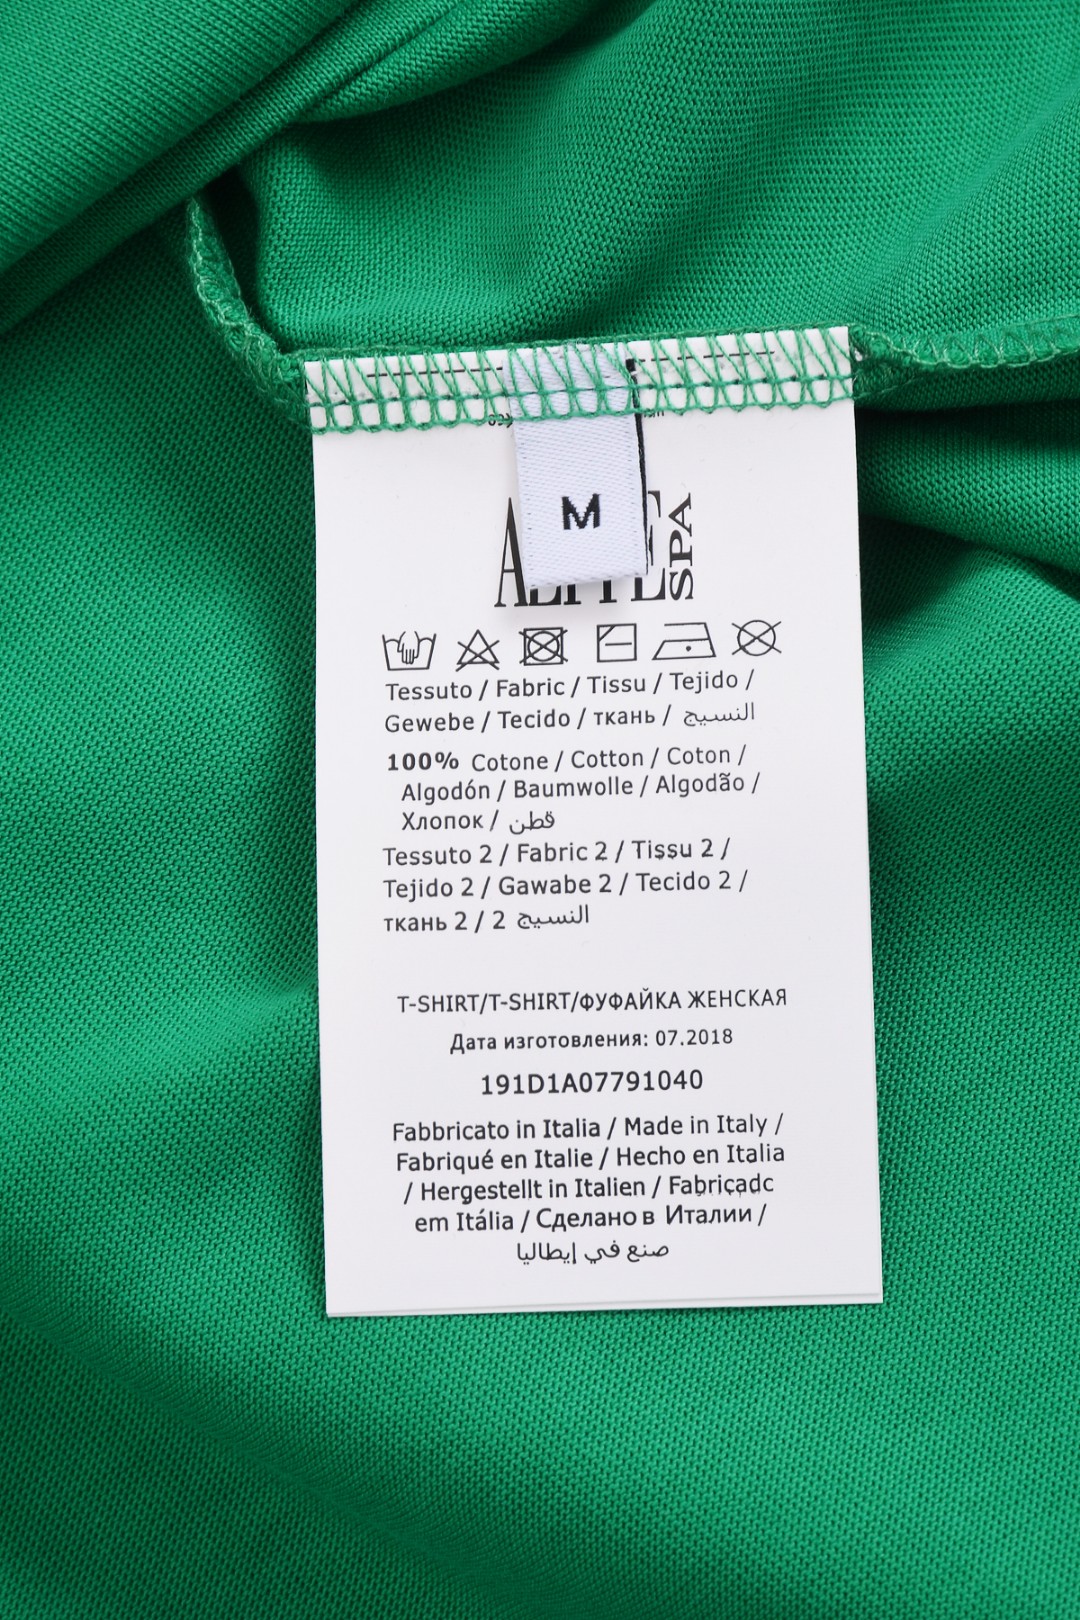 M
SPA
Tessuto / Fabric / Tissu / Tejido /
Gewebe / Tecido / ткань / النسيج
100% Cotone / Cotton / Coton /
Algodón / Baumwolle / Algodão /
Хлопок / قطن
Tessuto 2 / Fabric 2 / Tissu 2 /
Tejido 2 / Gawabe 2 / Tecido 2 /
ткань 2 / 2 النسيج
T-SHIRT/T-SHIRT/ФУФАЙКА ЖЕНСКАЯ
Дата изготовления: 07.2018
191D1A07791040
Fabbricato in Italia / Made in Italy /
Fabriqué en Italie / Hecho en Italia
/ Hergestellt in Italien / Fabricadc
em Itália / Сделано в Италии /
صنع في إيطاليا